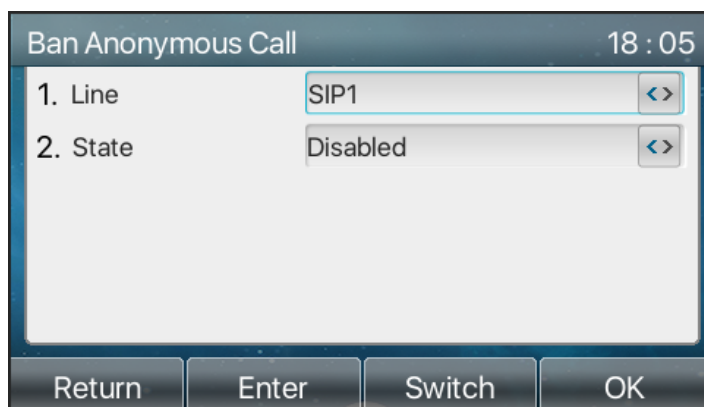 Ban Anonymous Call 18 : 05
1. Line SIP1 <>
2. State Disabled <>
Return Enter Switch OK